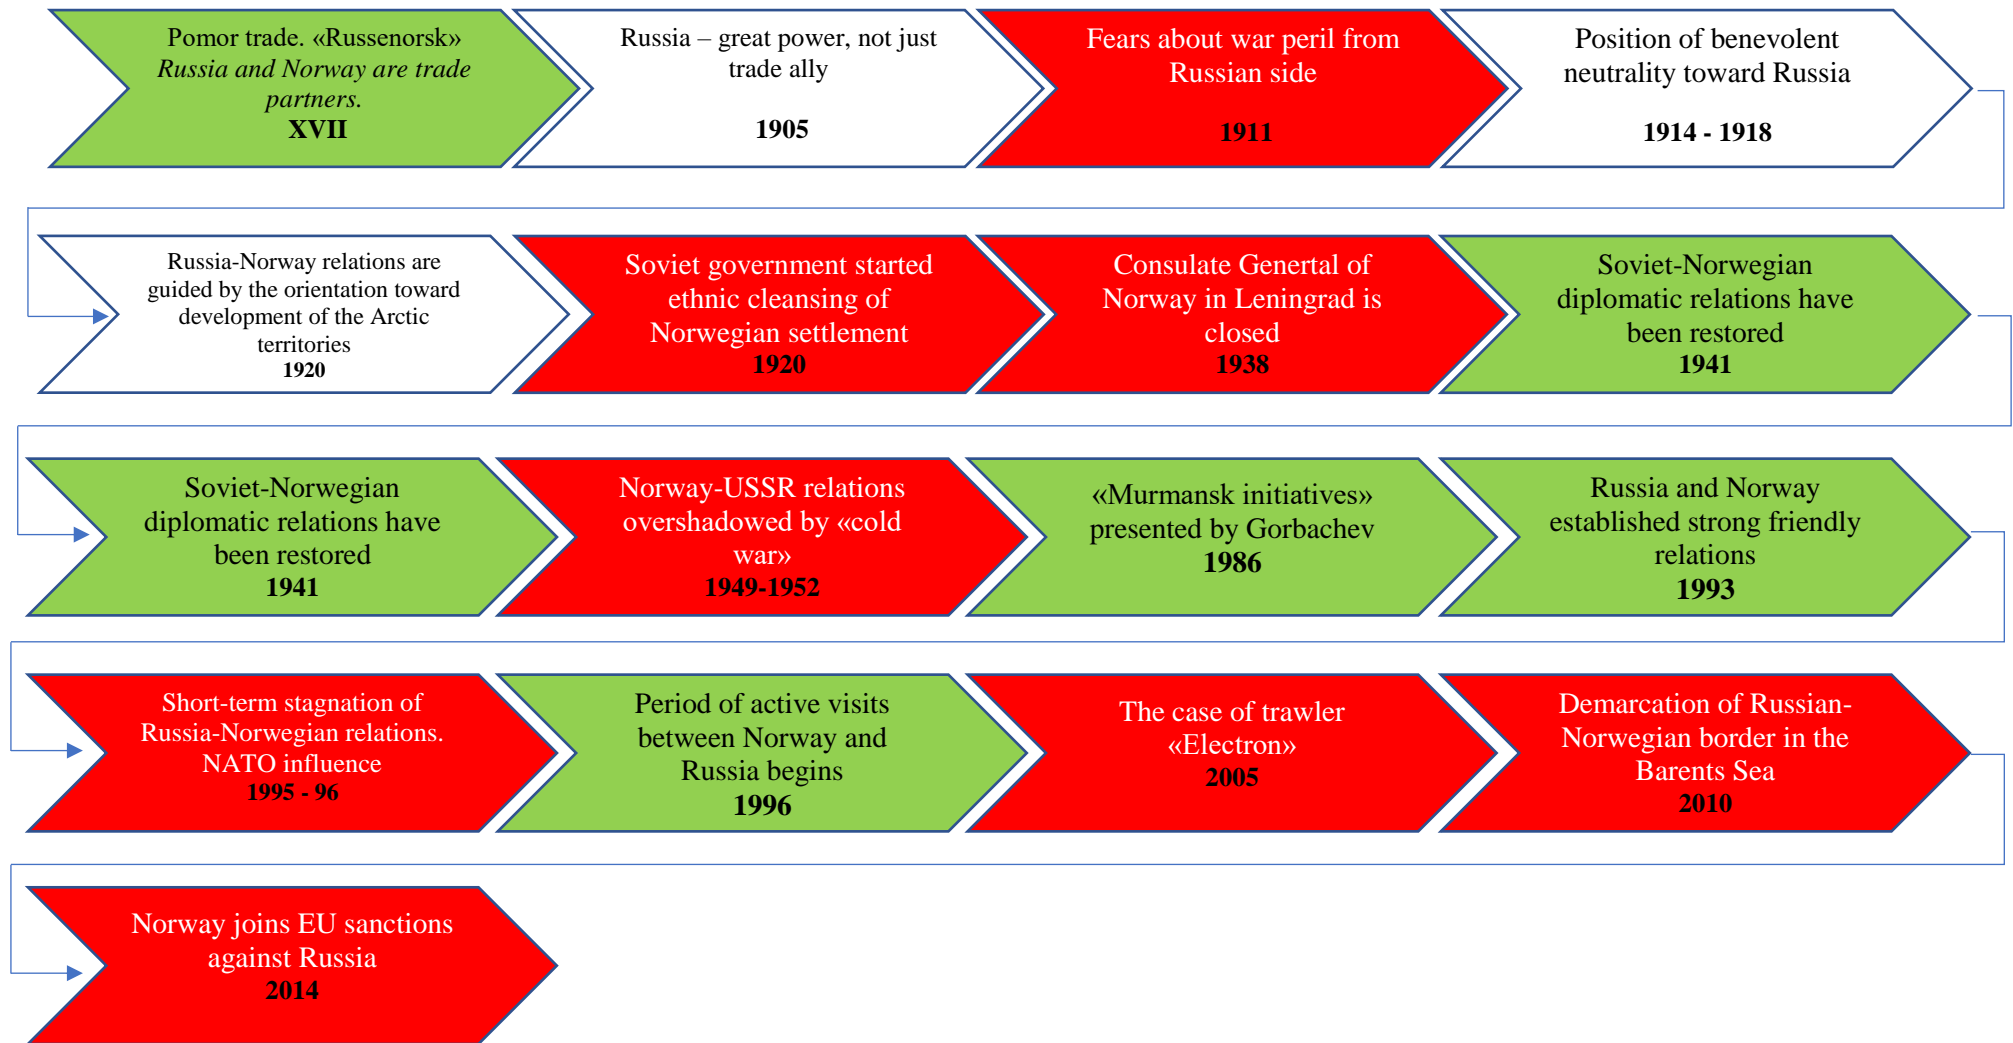 Pomor trade. «Russenorsk»
Russia and Norway are trade
partners.
XVII
Russia – great power, not just
trade ally
1905
Fears about war peril from
Russian side
1911
Position of benevolent
neutrality toward Russia
1914 - 1918
Russia-Norway relations are
guided by the orientation toward
development of the Arctic
territories
1920
Soviet government started
ethnic cleansing of
Norwegian settlement
1920
Consulate Genertal of
Norway in Leningrad is
closed
1938
Soviet-Norwegian
diplomatic relations have
been restored
1941
Soviet-Norwegian
diplomatic relations have
been restored
1941
Norway-USSR relations
overshadowed by «cold
war»
1949-1952
«Murmansk initiatives»
presented by Gorbachev
1986
Russia and Norway
established strong friendly
relations
1993
Short-term stagnation of
Russia-Norwegian relations.
NATO influence
1995 - 96
Period of active visits
between Norway and
Russia begins
1996
The case of trawler
«Electron»
2005
Demarcation of Russian-
Norwegian border in the
Barents Sea
2010
Norway joins EU sanctions
against Russia
2014